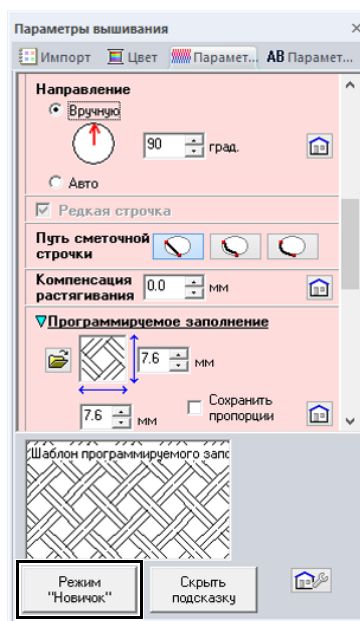 Параметры вышивания
Импорт Цвет Парамет... AB Парамет...
Направление
Вручную
90 град.
Авто
Редкая строчка
Путь сметочной
строчки
Компенсация
растягивания 0.0 мм
Программируемое заполнение
7.6 мм
7.6 мм
Сохранить
пропорции
Шаблон программируемого запо
Режим
"Новичок"
Скрыть
подсказку